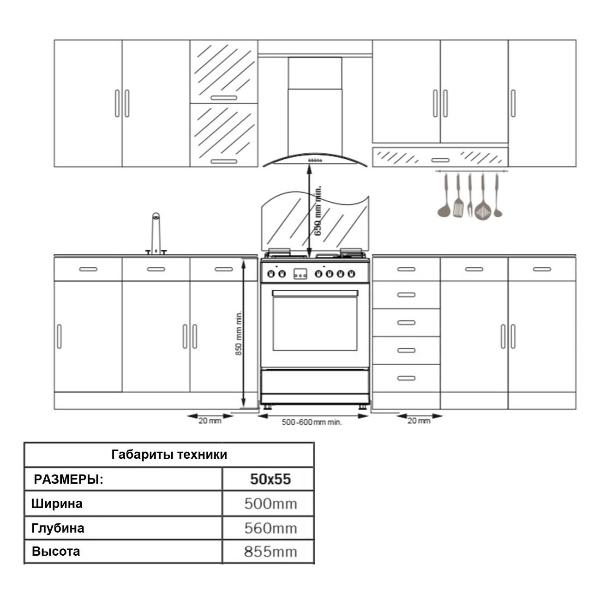 650 mm min.
850 mm min.
20 mm
500-600 mm min.
20 mm
Габариты техники
РАЗМЕРЫ: 50x55
Ширина 500mm
Глубина 560mm
Высота 855mm